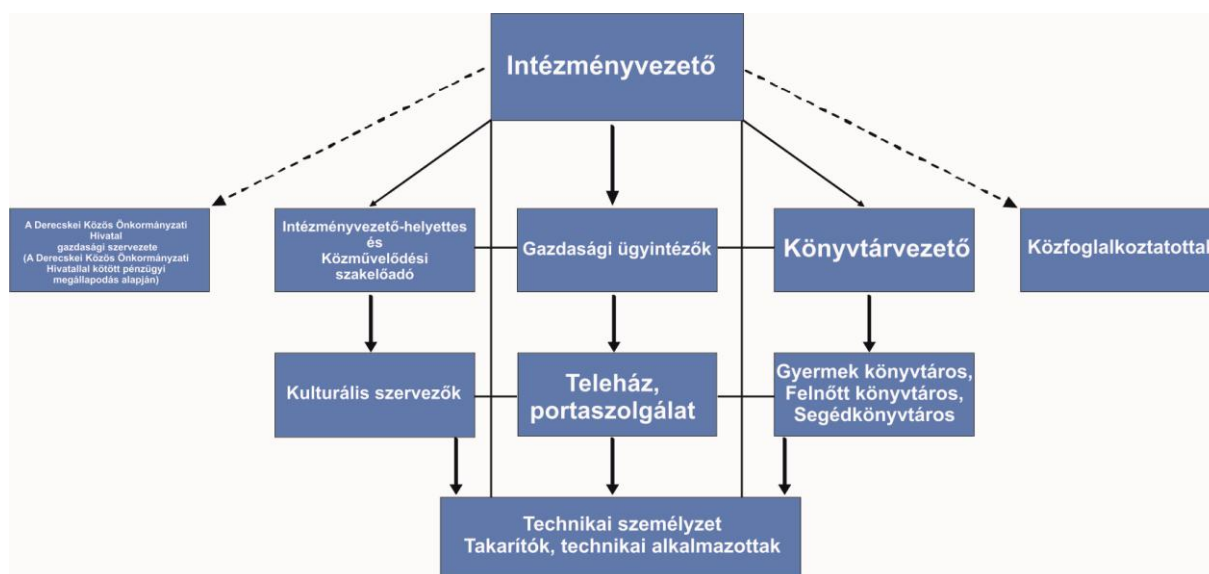 Intézményvezető
A Derecskei Közös Önkormányzati
Hivatal
gazdasági szervezete
(A Derecskei Közös Önkormányzati
Hivatallal kötött pénzügyi
megállapodás alapján)
Intézményvezető-helyettes
és
Közművelődési
szakelőadó
Gazdasági ügyintézők
Könyvtárvezető
Közfoglalkoztatottal
Kulturális szervezők
Teleház,
portaszolgálat
Gyermek könyvtáros,
Felnőtt könyvtáros,
Segédkönyvtáros
Technikai személyzet
Takarítók, technikai alkalmazottak